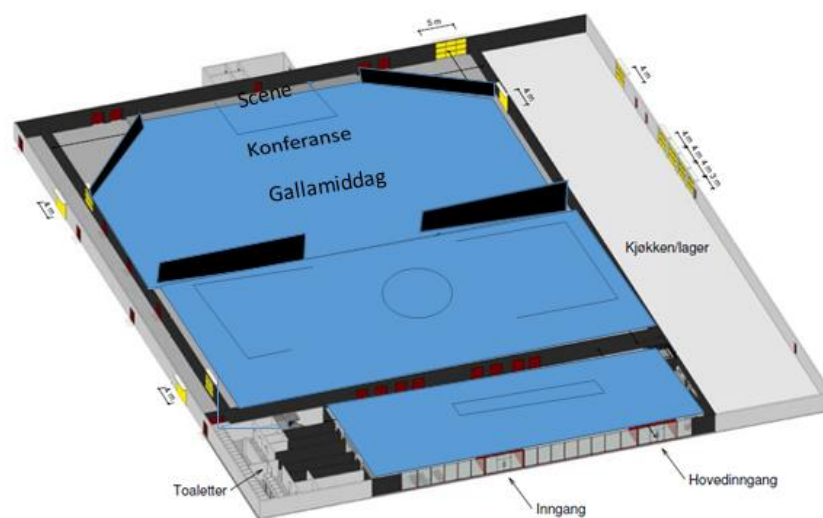 5 m
4 m
Scene
4 m
Konferanse
4 m
4 m
4 m
3 m
Gallamiddag
4 m
Kjøkken/lager
4 m
Toaletter
Inngang
Hovedinngang